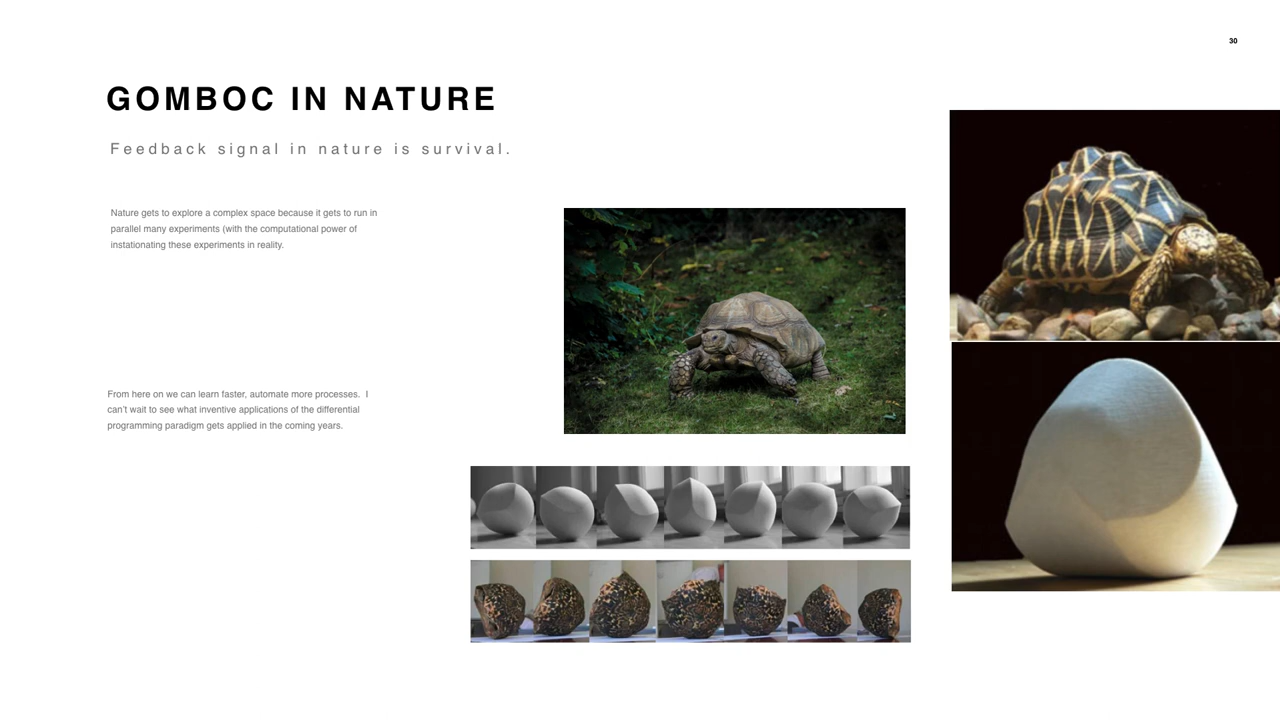 30
GOMBOC IN NATURE
Feedback signal in nature is survival.
Nature gets to explore a complex space because it gets to run in
parallel many experiments (with the computational power of
instationating these experiments in reality.
From here on we can learn faster, automate more processes.  I
can't wait to see what inventive applications of the differential
programming paradigm gets applied in the coming years.